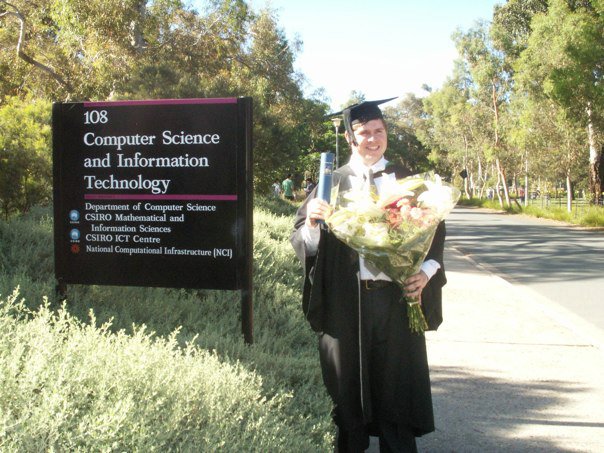 108
Computer Science
and Information
Technology
Department of Computer Science
CSIRO Mathematical and
Information Sciences
CSIRO ICT Centre
National Computational Infrastructure (NCI)